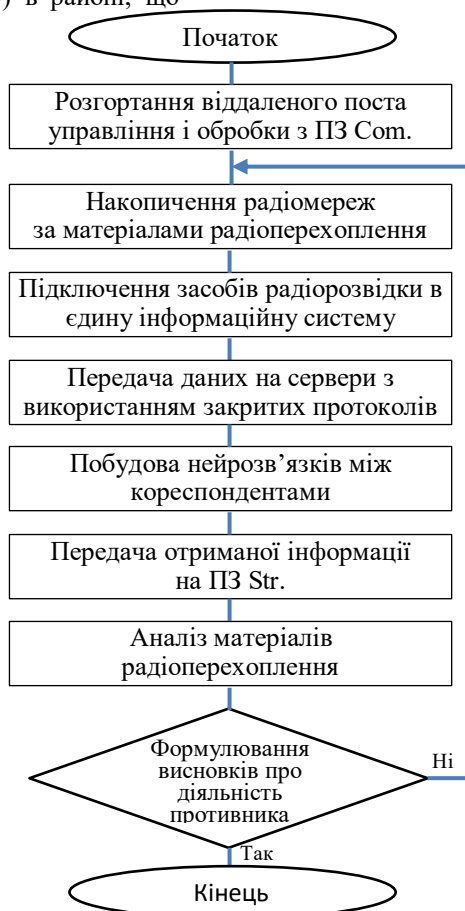 ) в районі, що
Початок
Розгортання віддаленого поста
управління і обробки з ПЗ Com.
Накопичення радіомереж
за матеріалами радіоперехоплення
Підключення засобів радіорозвідки в
єдину інформаційну систему
Передача даних на сервери з
використанням закритих протоколів
Побудова нейрозв’язків між
кореспондентами
Передача отриманої інформації
на ПЗ Str.
Аналіз матеріалів
радіоперехоплення
Формулювання
висновків про
діяльність
противника
Ні
Так
Кінець